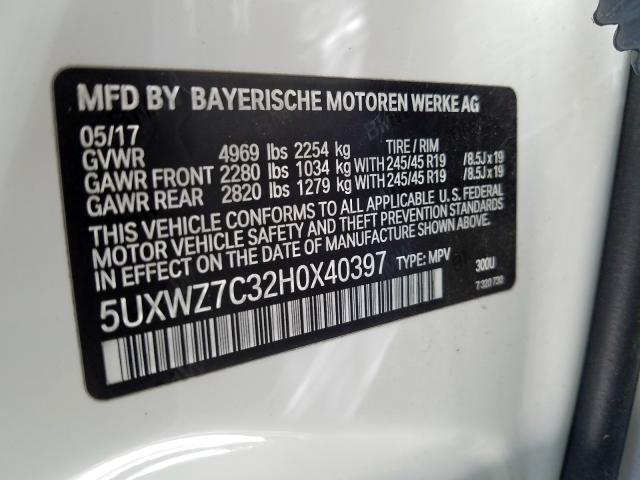 MFD BY BAYERISCHE MOTOREN WERKE AG
05/17 TIRE / RIM
GVWR 4969 lbs 2254 kg
GAWR FRONT 2280 lbs 1034 kg WITH 245/45 R19 /8.5J x 19
GAWR REAR 2820 lbs 1279 kg WITH 245/45 R19 /8.5J x 19
THIS VEHICLE CONFORMS TO ALL APPLICABLE U.S. FEDERAL
MOTOR VEHICLE SAFETY AND THEFT PREVENTION STANDARDS
IN EFFECT ON THE DATE OF MANUFACTURE SHOWN ABOVE.
5UXWZ7C32H0X40397 TYPE: MPV 300U
7 320 730